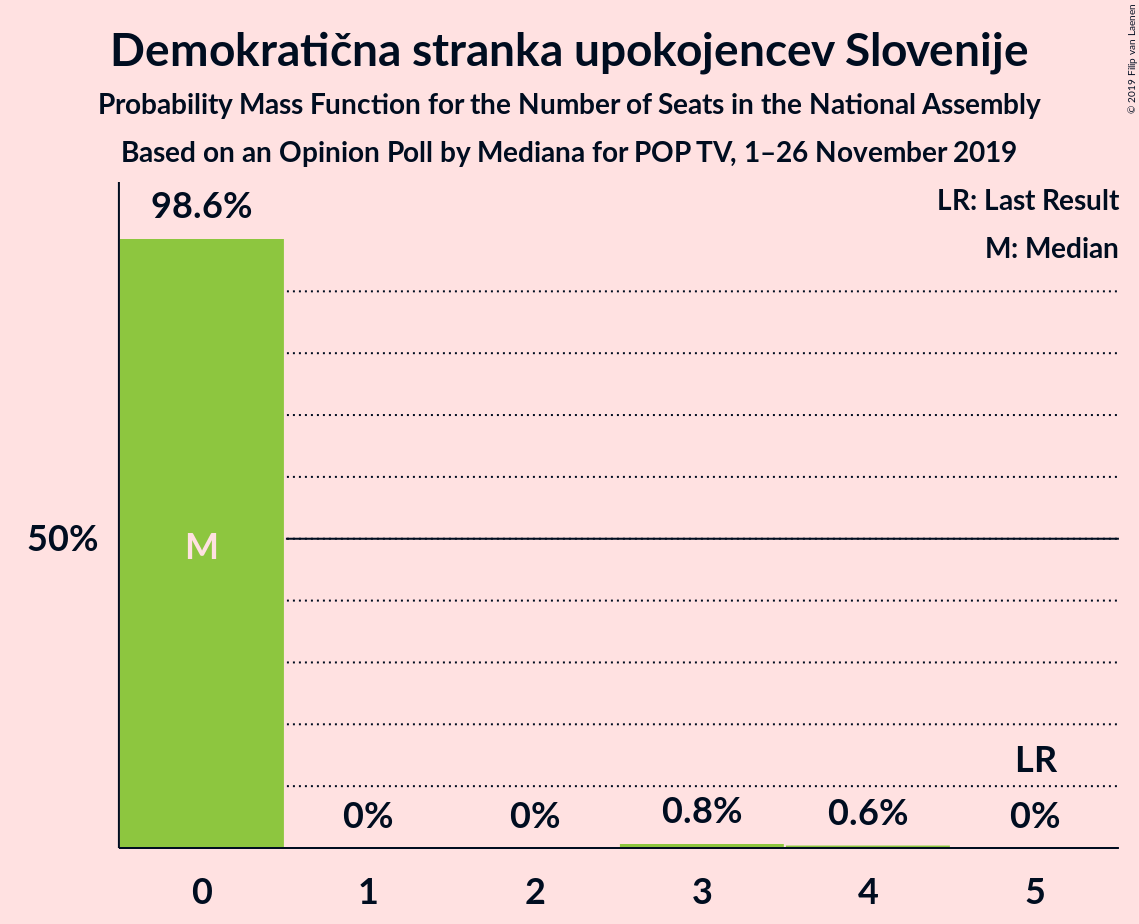 Demokratična stranka upokojencev Slovenije
Probability Mass Function for the Number of Seats in the National Assembly
Based on an Opinion Poll by Mediana for POP TV, 1–26 November 2019
© 2019 Filip van Laenen
LR: Last Result
M: Median
98.6%
50%
M
LR
0%
0%
0.8%
0.6%
0%
0 1 2 3 4 5